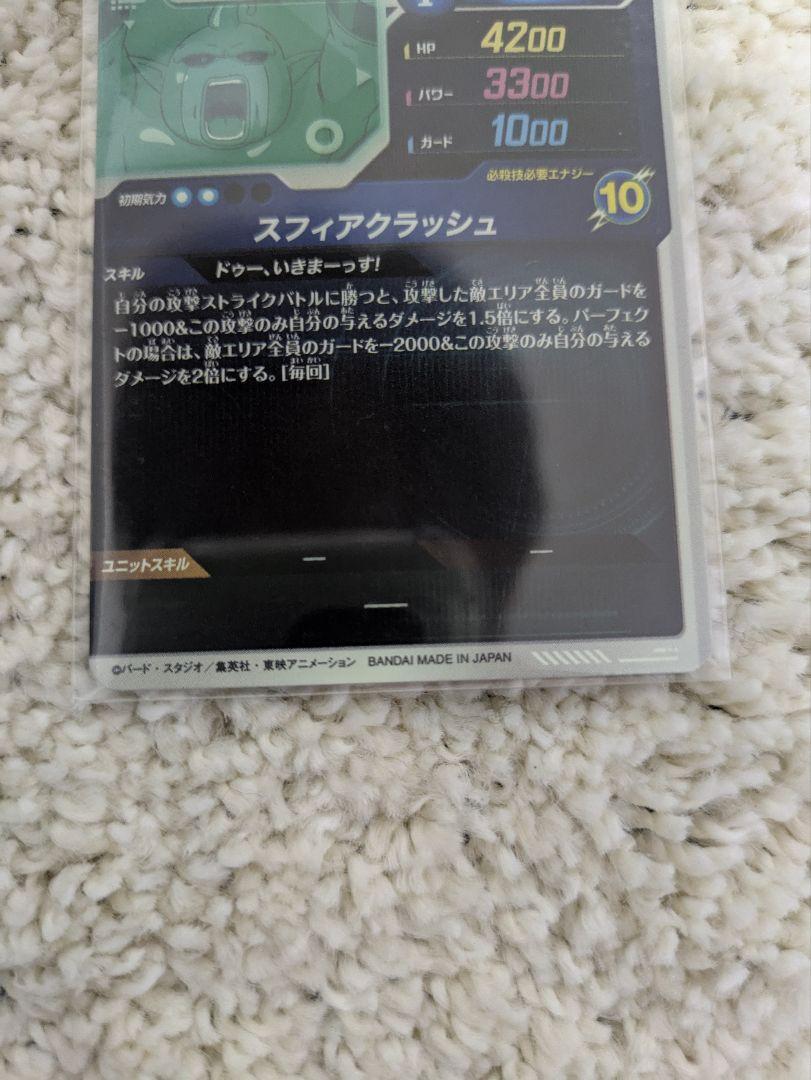 HP 4200
パワー 3300
ガード 1000
必殺技必要エナジー 10
初期気力
スフィアクラッシュ
スキル ドゥー、いきまーっす!
自分の攻撃ストライクバトルに勝つと、攻撃した敵エリア全員のガードを
ー1000&この攻撃のみ自分の与えるダメージを1.5倍にする。パーフェク
トの場合は、敵エリア全員のガードをー2000&この攻撃のみ自分の与える
ダメージを2倍にする。[毎回]
ユニットスキル ー ー
ー
©バード・スタジオ/集英社・東映アニメーション BANDAI MADE IN JAPAN